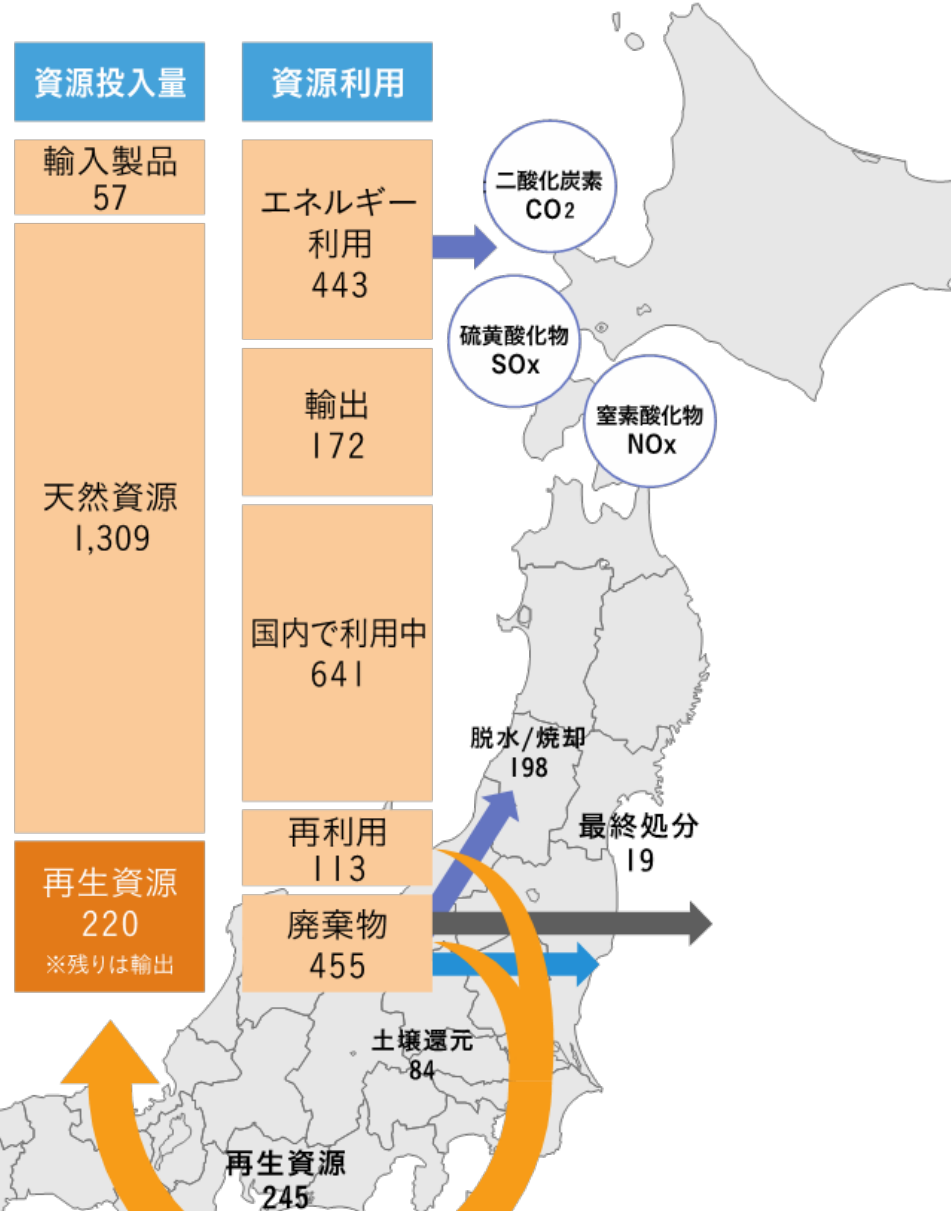 資源投入量
輸入製品
57
天然資源
1,309
再生資源
220
※残りは輸出
資源利用
エネルギー
利用
443
輸出
172
国内で利用中
641
再利用
113
廃棄物
455
二酸化炭素
CO2
硫黄酸化物
SOx
窒素酸化物
NOx
脱水/焼却
198
最終処分
19
土壌還元
84
再生資源
245